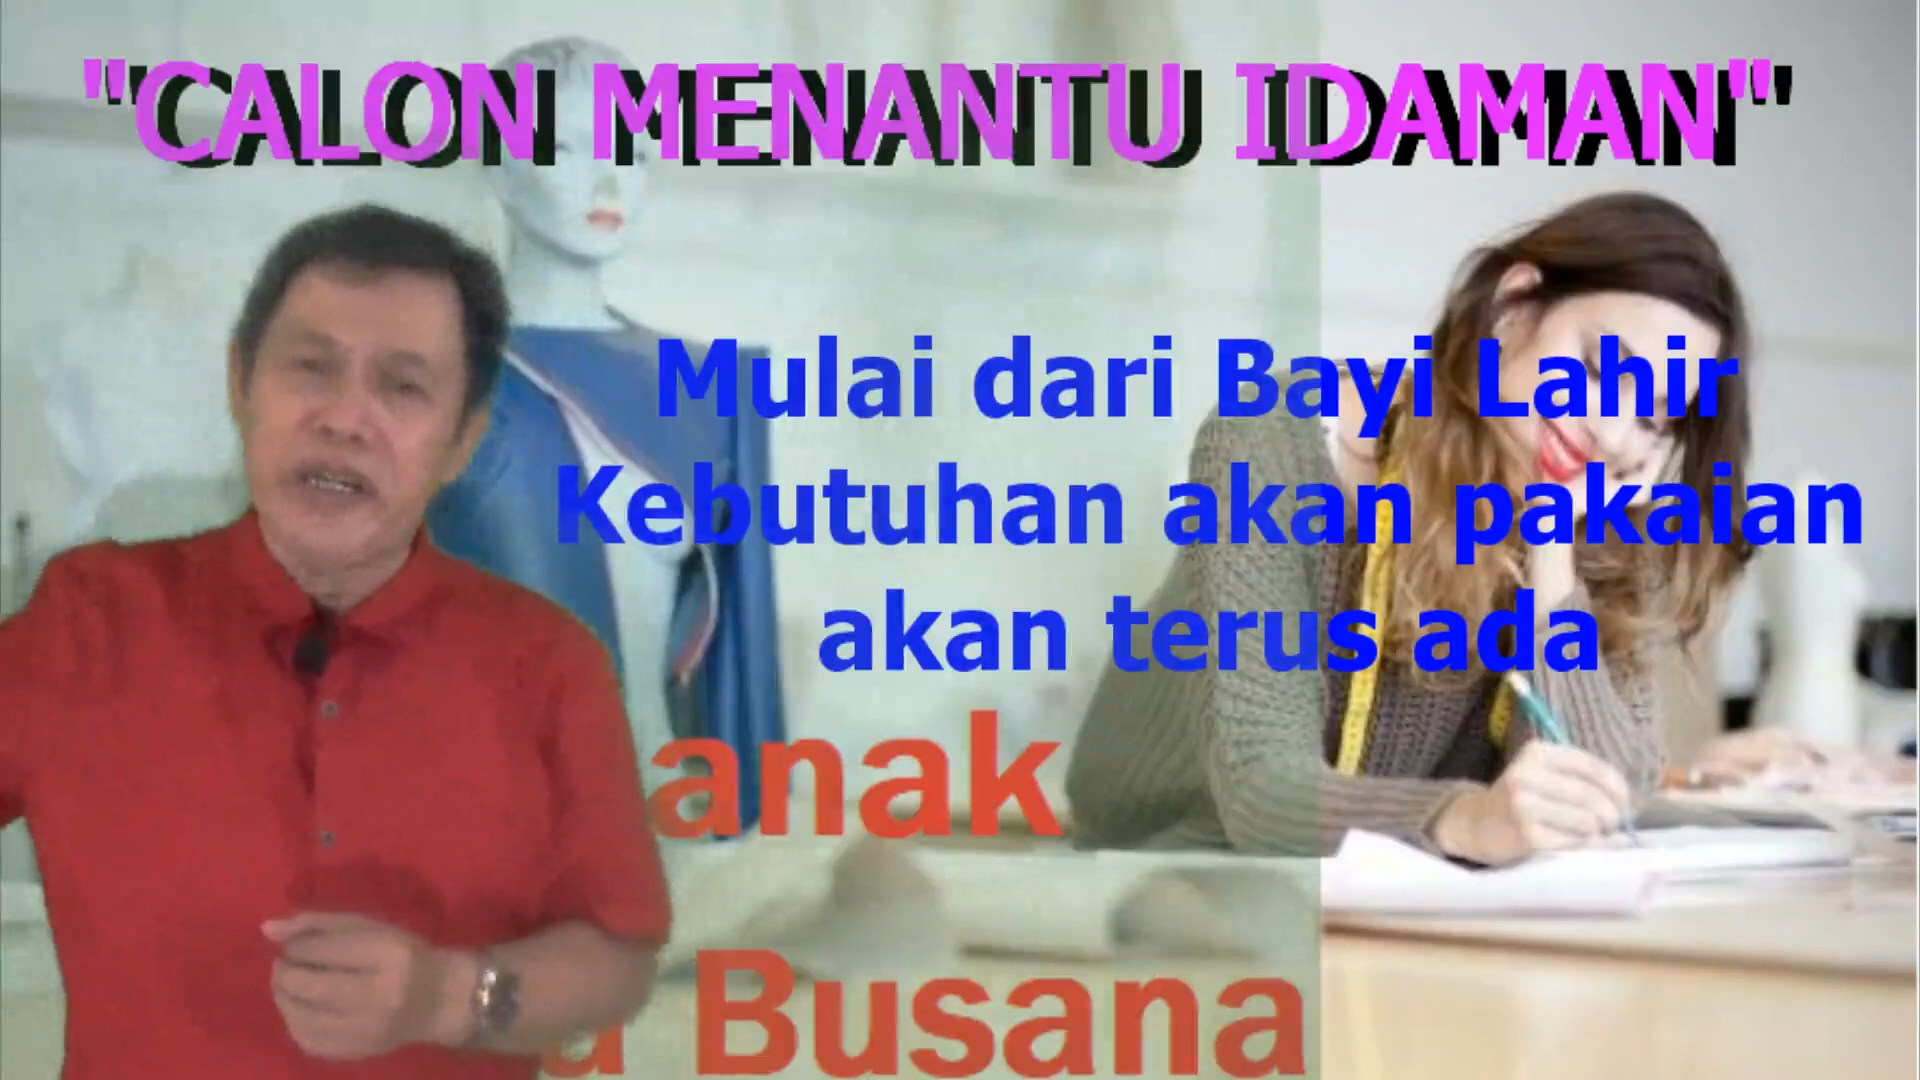 "CALON MENANTU IDAMAN"
Mulai dari Bayi Lahir
Kebutuhan akan pakaian
akan terus ada
anak
a Busana